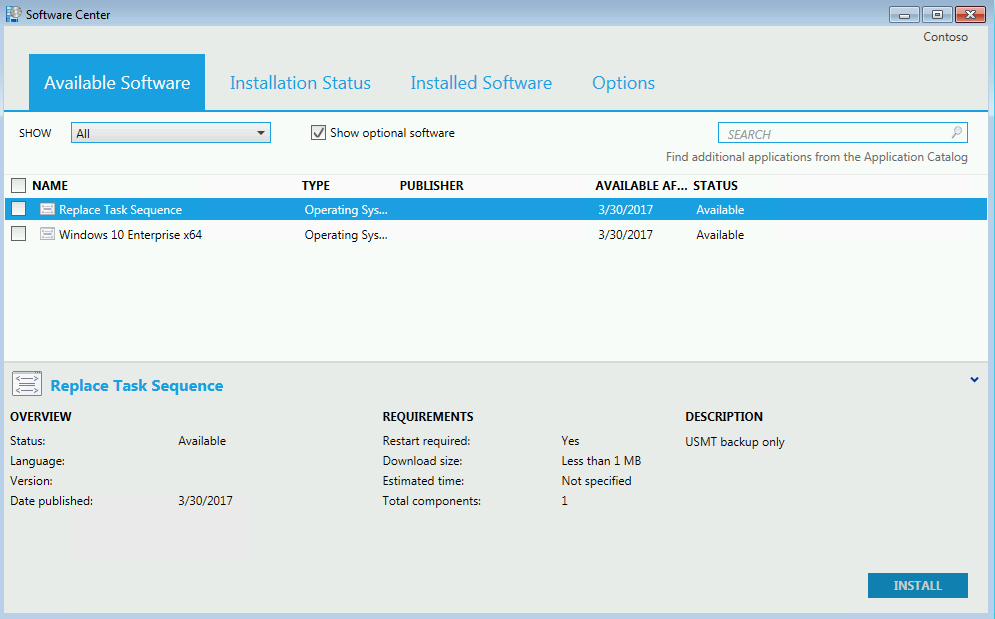 Software Center
Contoso
Available Software Installation Status Installed Software Options
SHOW All Show optional software SEARCH
Find additional applications from the Application Catalog
NAME TYPE PUBLISHER AVAILABLE AF... STATUS
Replace Task Sequence Operating Sys... 3/30/2017 Available
Windows 10 Enterprise x64 Operating Sys... 3/30/2017 Available
Replace Task Sequence
OVERVIEW REQUIREMENTS DESCRIPTION
Status: Available Restart required: Yes USMT backup only
Language: Download size: Less than 1 MB
Version: Estimated time: Not specified
Date published: 3/30/2017 Total components: 1
INSTALL